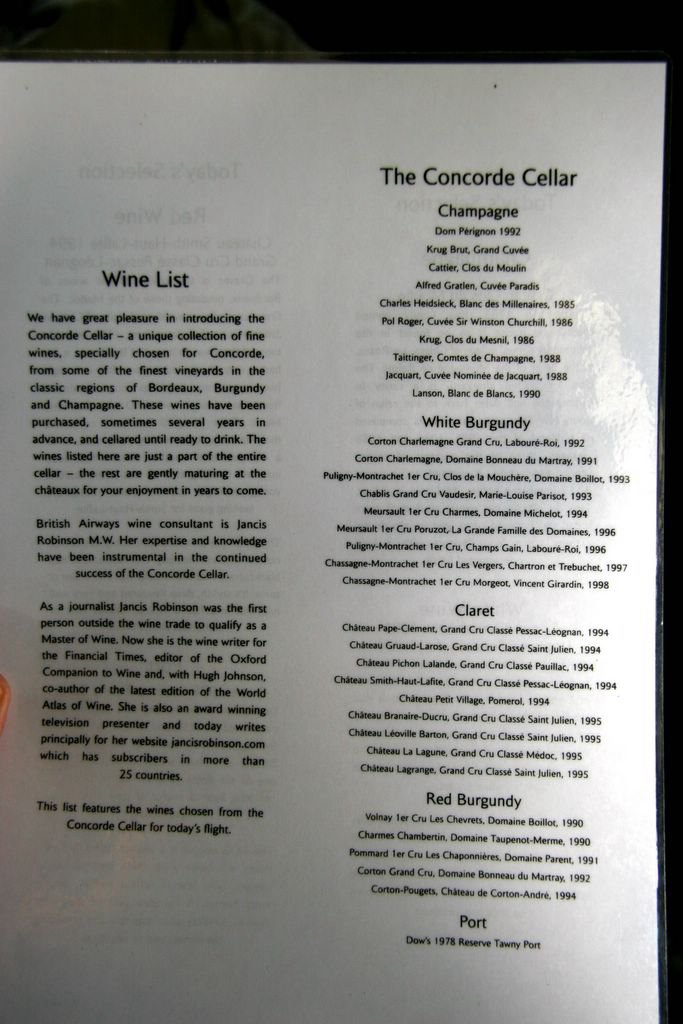 Wine List
We have great pleasure in introducing the
Concorde Cellar – a unique collection of fine
wines, specially chosen for Concorde,
from some of the finest vineyards in the
classic regions of Bordeaux, Burgundy
and Champagne. These wines have been
purchased, sometimes several years in
advance, and cellared until ready to drink. The
wines listed here are just a part of the entire
cellar – the rest are gently maturing at the
châteaux for your enjoyment in years to come.
British Airways wine consultant is Jancis
Robinson M.W. Her expertise and knowledge
have been instrumental in the continued
success of the Concorde Cellar.
As a journalist Jancis Robinson was the first
person outside the wine trade to qualify as a
Master of Wine. Now she is the wine writer for
the Financial Times, editor of the Oxford
Companion to Wine and, with Hugh Johnson,
co-author of the latest edition of the World
Atlas of Wine. She is also an award winning
television presenter and today writes
principally for her website jancisrobinson.com
which has subscribers in more than
25 countries.
This list features the wines chosen from the
Concorde Cellar for today's flight.
The Concorde Cellar
Champagne
Dom Pérignon 1992
Krug Brut, Grand Cuvée
Cattier, Clos du Moulin
Alfred Gratien, Cuvée Paradis
Charles Heidsieck, Blanc des Millenaires, 1985
Pol Roger, Cuvée Sir Winston Churchill, 1986
Krug, Clos du Mesnil, 1986
Taittinger, Comtes de Champagne, 1988
Jacquart, Cuvée Nominée de Jacquart, 1988
Lanson, Blanc de Blancs, 1990
White Burgundy
Corton Charlemagne Grand Cru, Labouré-Roi, 1992
Corton Charlemagne, Domaine Bonneau du Martray, 1991
Puligny-Montrachet 1er Cru, Clos de la Mouchère, Domaine Boillot, 1993
Chablis Grand Cru Vaudesir, Marie-Louise Parisot, 1993
Meursault 1er Cru Charmes, Domaine Michelot, 1994
Meursault 1er Cru Poruzot, La Grande Famille des Domaines, 1996
Puligny-Montrachet 1er Cru, Champs Gain, Labouré-Roi, 1996
Chassagne-Montrachet 1er Cru Les Vergers, Chartron et Trebuchet, 1997
Chassagne-Montrachet 1er Cru Morgeot, Vincent Girardin, 1998
Claret
Château Pape-Clement, Grand Cru Classé Pessac-Léognan, 1994
Château Gruaud-Larose, Grand Cru Classé Saint Julien, 1994
Château Pichon Lalande, Grand Cru Classé Pauillac, 1994
Château Smith-Haut-Lafite, Grand Cru Classé Pessac-Léognan, 1994
Château Petit Village, Pomerol, 1994
Château Branaire-Ducru, Grand Cru Classé Saint Julien, 1995
Château Léoville Barton, Grand Cru Classé Saint Julien, 1995
Château La Lagune, Grand Cru Classé Médoc, 1995
Château Lagrange, Grand Cru Classé Saint Julien, 1995
Red Burgundy
Volnay 1er Cru Les Chevrets, Domaine Boillot, 1990
Charmes Chambertin, Domaine Taupenot-Merme, 1990
Pommard 1er Cru Les Chaponnières, Domaine Parent, 1991
Corton Grand Cru, Domaine Bonneau du Martray, 1992
Corton-Pougets, Château de Corton-André, 1994
Port
Dow's 1978 Reserve Tawny Port